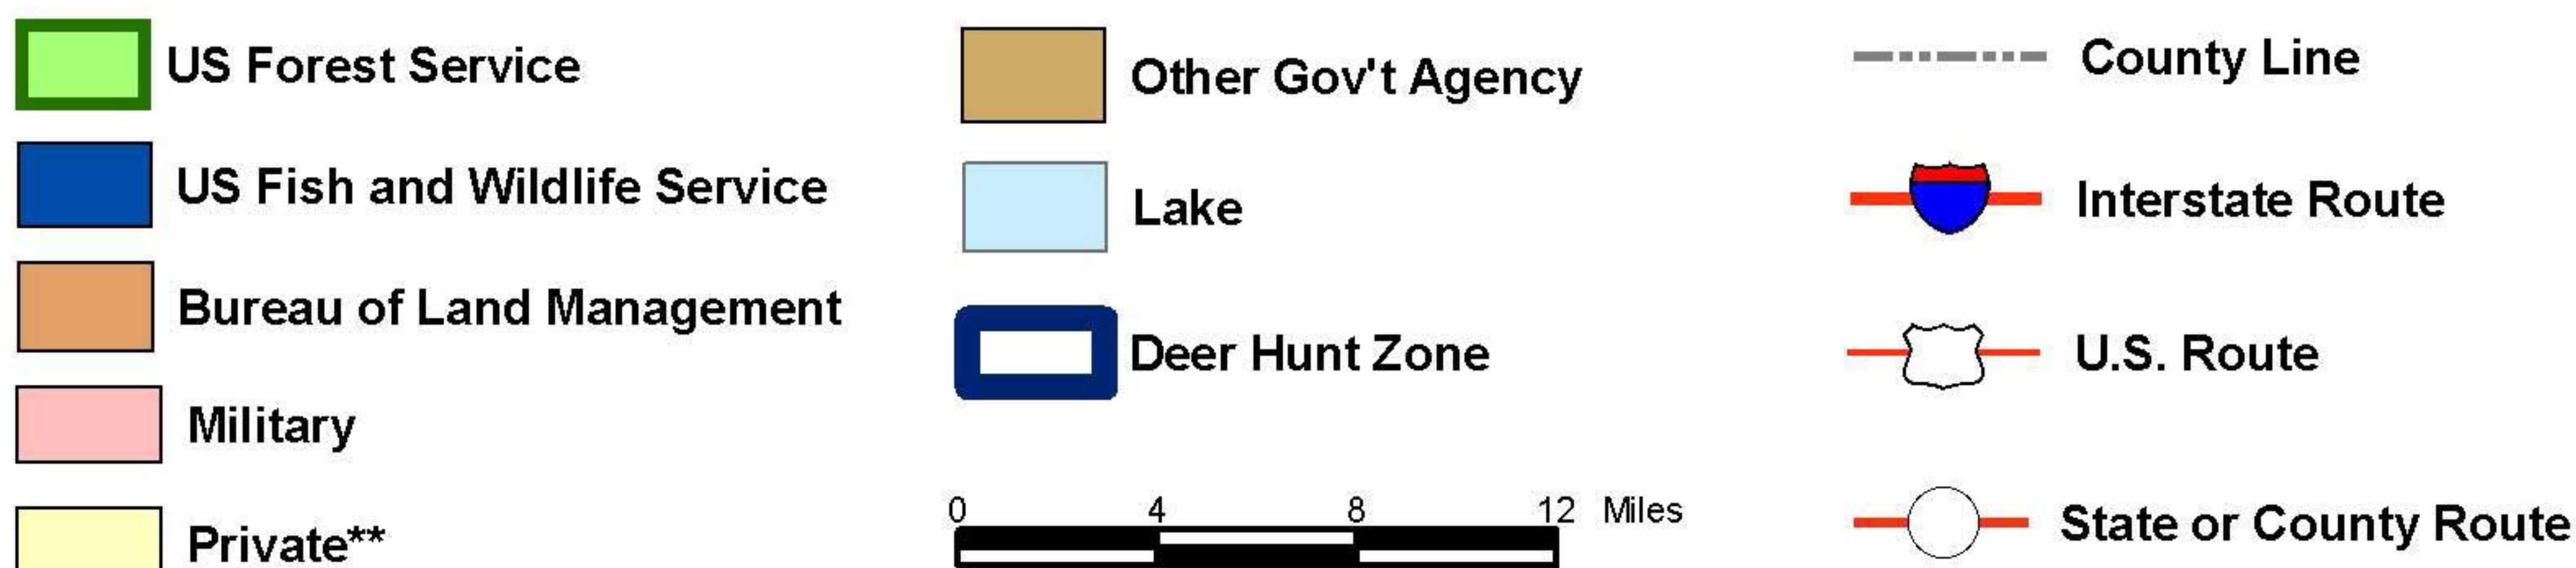 US Forest Service
US Fish and Wildlife Service
Bureau of Land Management
Military
Private**
Other Gov't Agency
Lake
Deer Hunt Zone
0 4 8 12 Miles
County Line
Interstate Route
U.S. Route
State or County Route